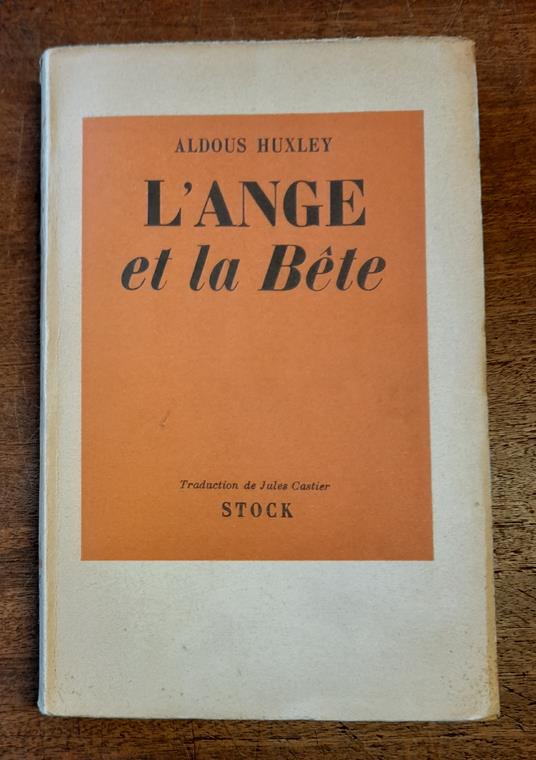 ALDOUS HUXLEY
L'ANGE
et la Bête
Traduction de Jules Castier
STOCK